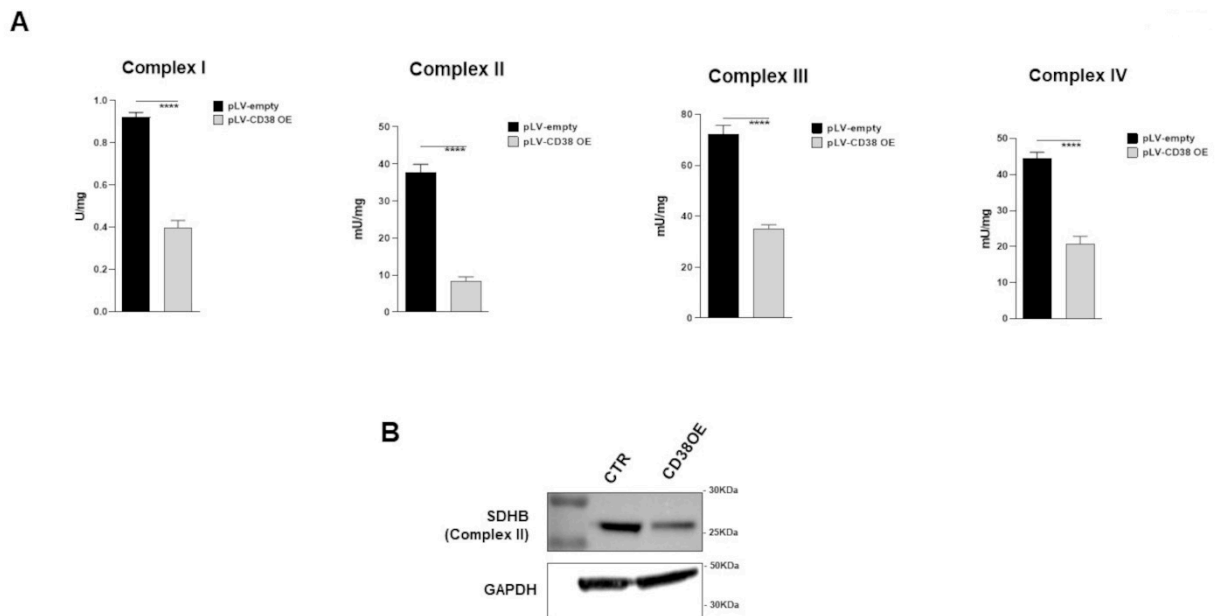 A
Complex I
1.0
0.8
0.6
0.4
0.2
0.0
U/mg
****
pLV-empty
pLV-CD38 OE
Complex II
50
40
30
20
10
0
mU/mg
****
pLV-empty
pLV-CD38 OE
Complex III
80
60
40
20
0
mU/mg
****
pLV-empty
pLV-CD38 OE
Complex IV
50
40
30
20
10
0
mU/mg
****
pLV-empty
pLV-CD38 OE
B
CTR
CD38OE
SDHB
(Complex II)
- 30KDa
- 25KDa
GAPDH
- 50KDa
- 30KDa